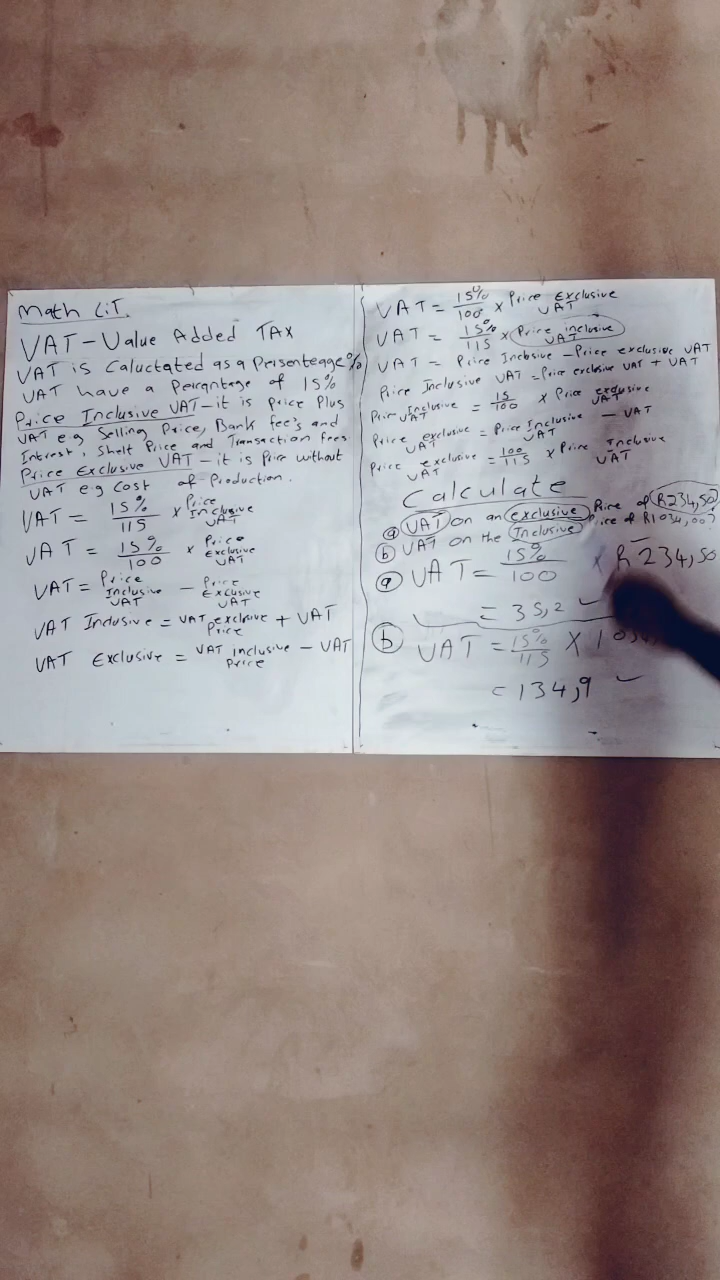 Math LiT.
VAT - Value Added TAX
VAT is Caluctated as a Persenteage %
VAT have a Percantage of 15%
Price Inclusive VAT - it is Price Plus
VAT e.g Selling Price, Bank fee's and
Interest, Shelf Price and Transaction fees
Price Exclusive VAT - it is Price without
VAT e.g Cost of Production.
VAT = 15%/115 x Price Inclusive VAT
VAT = 15%/100 x Price Exclusive VAT
VAT = Price Inclusive VAT - Price Exclusive VAT
VAT Inclusive = VAT exclusive Price + VAT
VAT Exclusive = VAT inclusive Price - VAT
VAT = 15%/100 x Price Exclusive VAT
VAT = 15%/115 x Price inclusive VAT
VAT = Price Inclusive - Price exclusive VAT
Price Inclusive VAT = Price exclusive VAT + VAT
Price Inclusive VAT = 15/100 x Price exclusive VAT
Price exclusive VAT = Price Inclusive VAT - VAT
Price exclusive VAT = 100/115 x Price Inclusive VAT
Calculate
a VAT on an exclusive Price of R234,50
b VAT on the Inclusive Price of R1034,00?
a VAT = 15%/100 x R234,50
= 35,2
b VAT = 15%/115 x
= 134,9